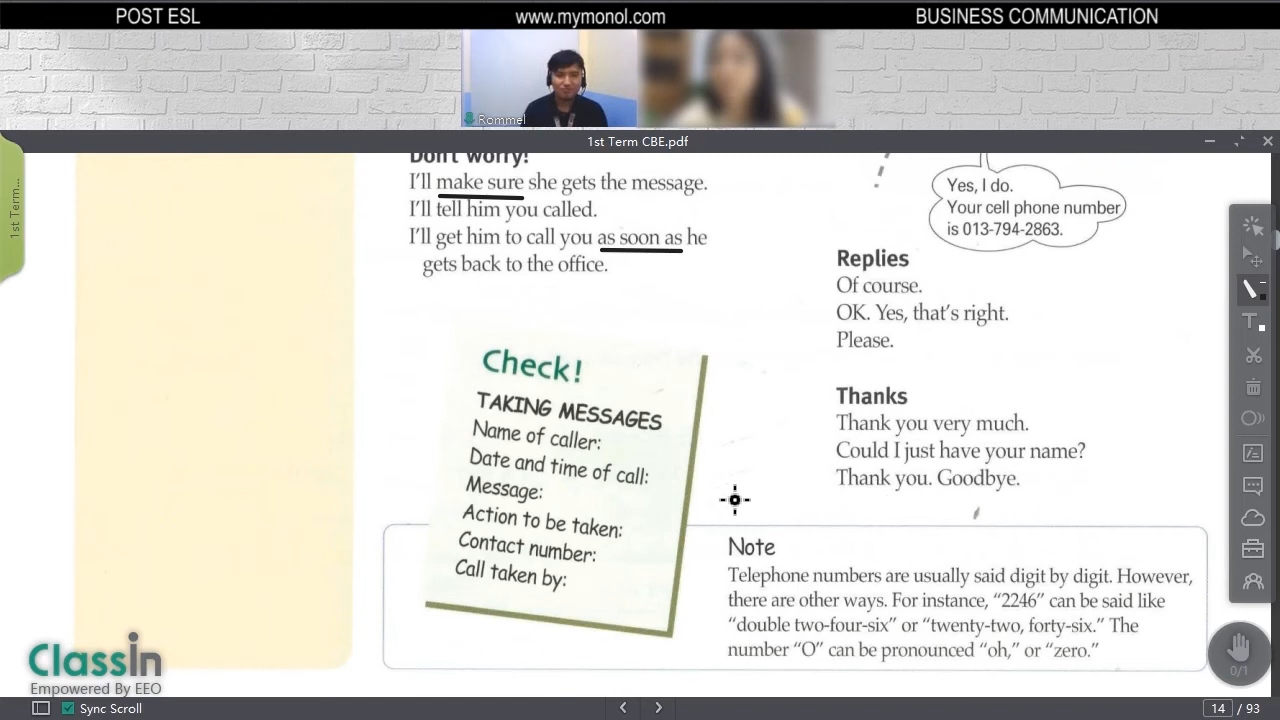 POST ESL
www.mymonol.com
BUSINESS COMMUNICATION
Rommel
1st Term CBE.pdf
1st Term...
Don't worry!
I'll make sure she gets the message.
I'll tell him you called.
I'll get him to call you as soon as he
gets back to the office.
Yes, I do.
Your cell phone number
is 013-794-2863.
Replies
Of course.
OK. Yes, that's right.
Please.
Thanks
Thank you very much.
Could I just have your name?
Thank you. Goodbye.
Check!
TAKING MESSAGES
Name of caller:
Date and time of call:
Message:
Action to be taken:
Contact number:
Call taken by:
Note
Telephone numbers are usually said digit by digit. However,
there are other ways. For instance, “2246” can be said like
“double two-four-six” or “twenty-two, forty-six.” The
number “O” can be pronounced “oh,” or “zero.”
ClassIn
Empowered By EEO
0/1
Sync Scroll
14 / 93